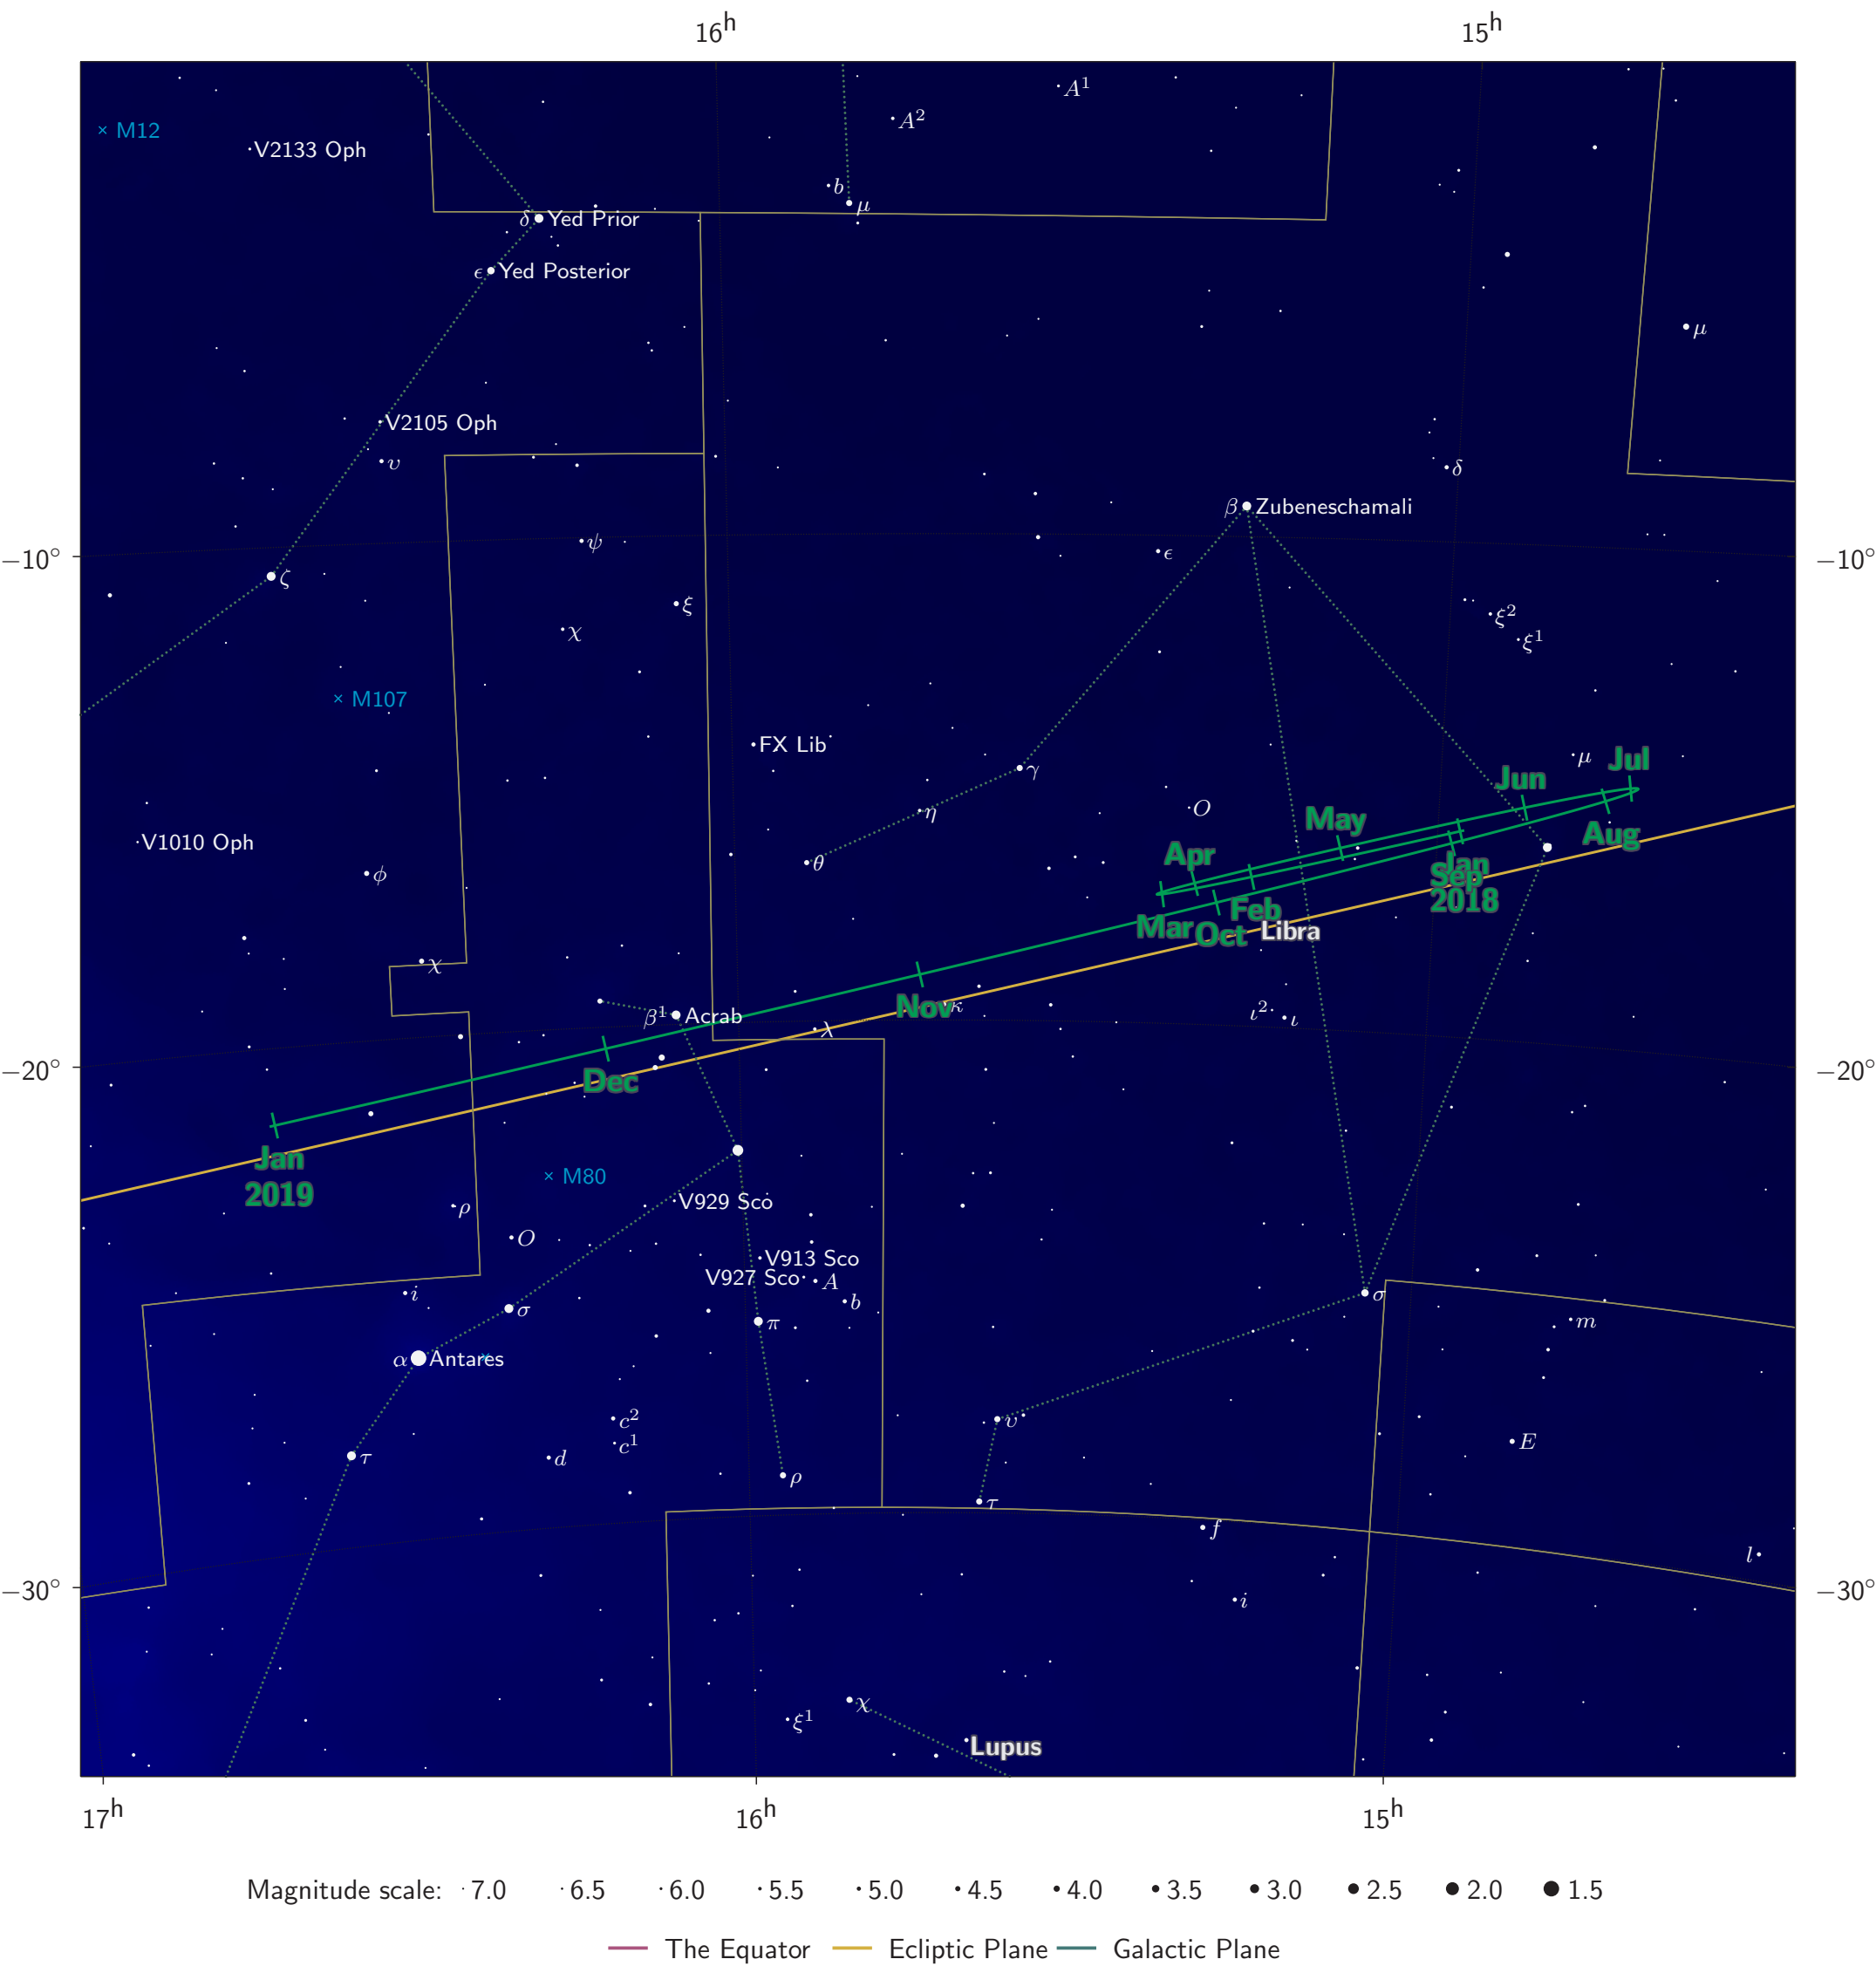 16h
15h
A1
A2
M12
V2133 Oph
b
μ
δ Yed Prior
ϵ Yed Posterior
μ
V2105 Oph
υ
δ
β Zubeneschamali
ψ
ϵ
−10°
−10°
ζ
ξ
ξ2
χ
ξ1
M107
FX Lib
μ
Jul
γ
Jun
O
η
May
Aug
V1010 Oph
Apr
θ
Jan
ϕ
Sep
2018
Feb
Mar
Oct
Libra
χ
Nov
κ
ι2
ι
β1 Acrab
λ
−20°
−20°
Dec
Jan
2019
M80
V929 Sco
ρ
O
V913 Sco
V927 Sco
A
i
b
σ
σ
π
m
α Antares
c2
υ
c1
E
τ
d
ρ
τ
f
l
−30°
−30°
i
χ
ξ1
Lupus
17h
16h
15h
Magnitude scale: 7.0 6.5 6.0 5.5 5.0 4.5 4.0 3.5 3.0 2.5 2.0 1.5
The Equator Ecliptic Plane Galactic Plane